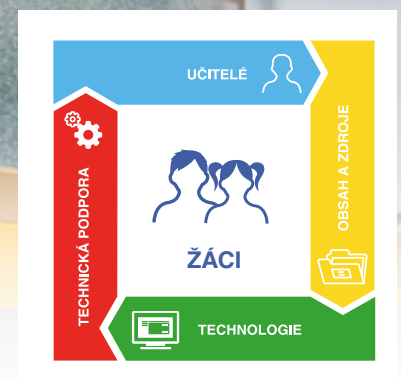 UČITELÉ
OBSAH A ZDROJE
TECHNICKÁ PODPORA
ŽÁCI
TECHNOLOGIE